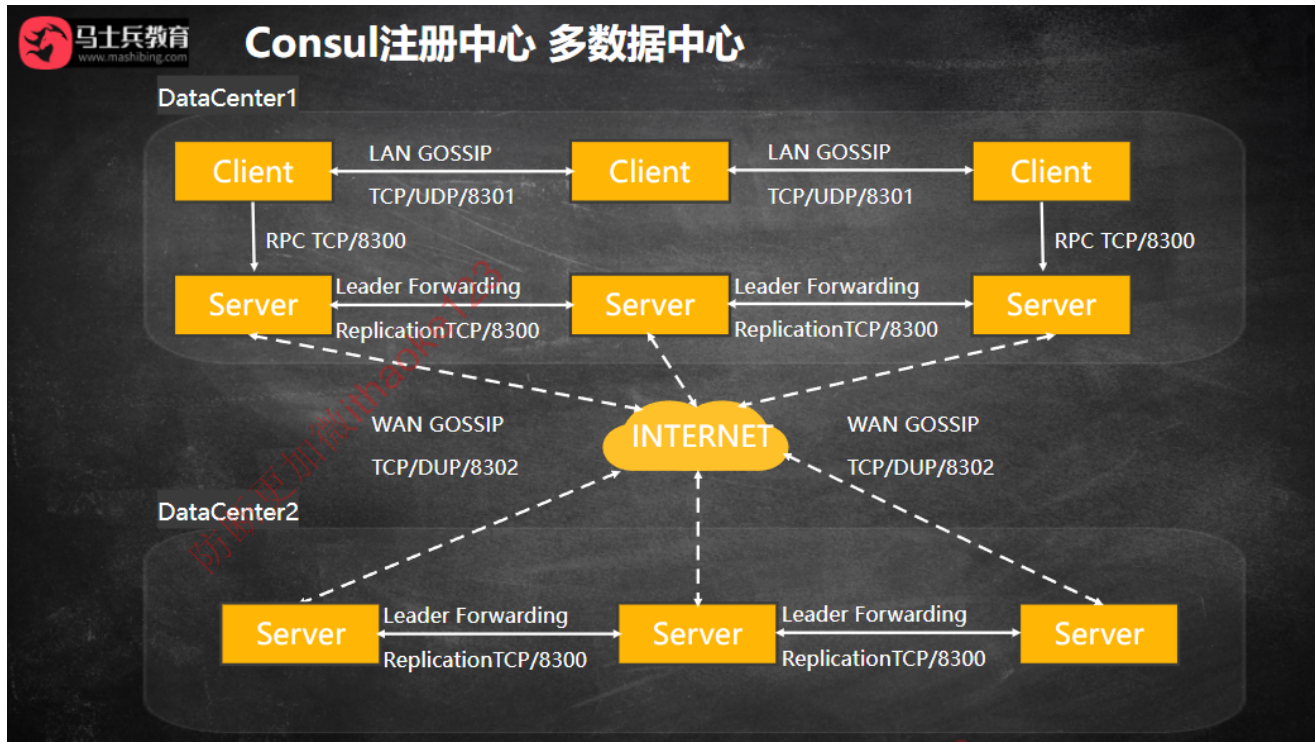 马士兵教育
www.mashibing.com
Consul注册中心 多数据中心
DataCenter1
Client
LAN GOSSIP
TCP/UDP/8301
Client
LAN GOSSIP
TCP/UDP/8301
Client
RPC TCP/8300
RPC TCP/8300
Server
Leader Forwarding
ReplicationTCP/8300
Server
Leader Forwarding
ReplicationTCP/8300
Server
WAN GOSSIP
TCP/DUP/8302
INTERNET
WAN GOSSIP
TCP/DUP/8302
DataCenter2
Server
Leader Forwarding
ReplicationTCP/8300
Server
Leader Forwarding
ReplicationTCP/8300
Server